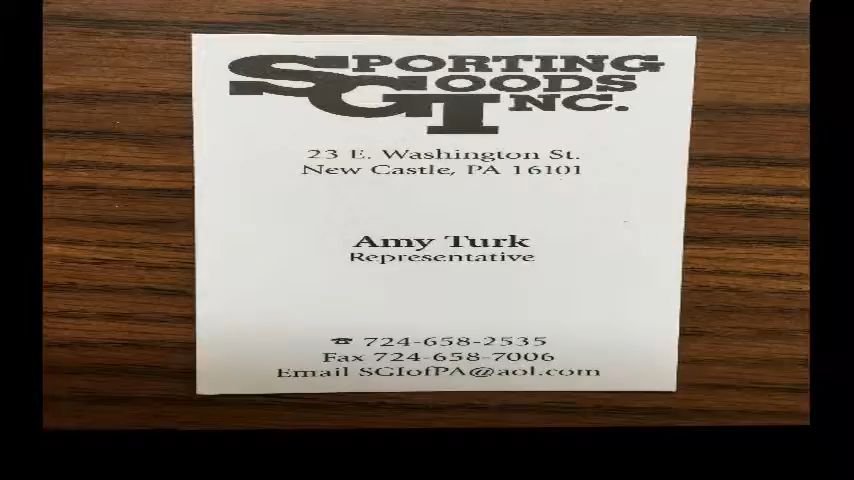 SPORTING
GOODS
INC.
23 E. Washington St.
New Castle, PA 16101
Amy Turk
Representative
☎ 724-658-2535
Fax 724-658-7006
Email SGIofPA@aol.com